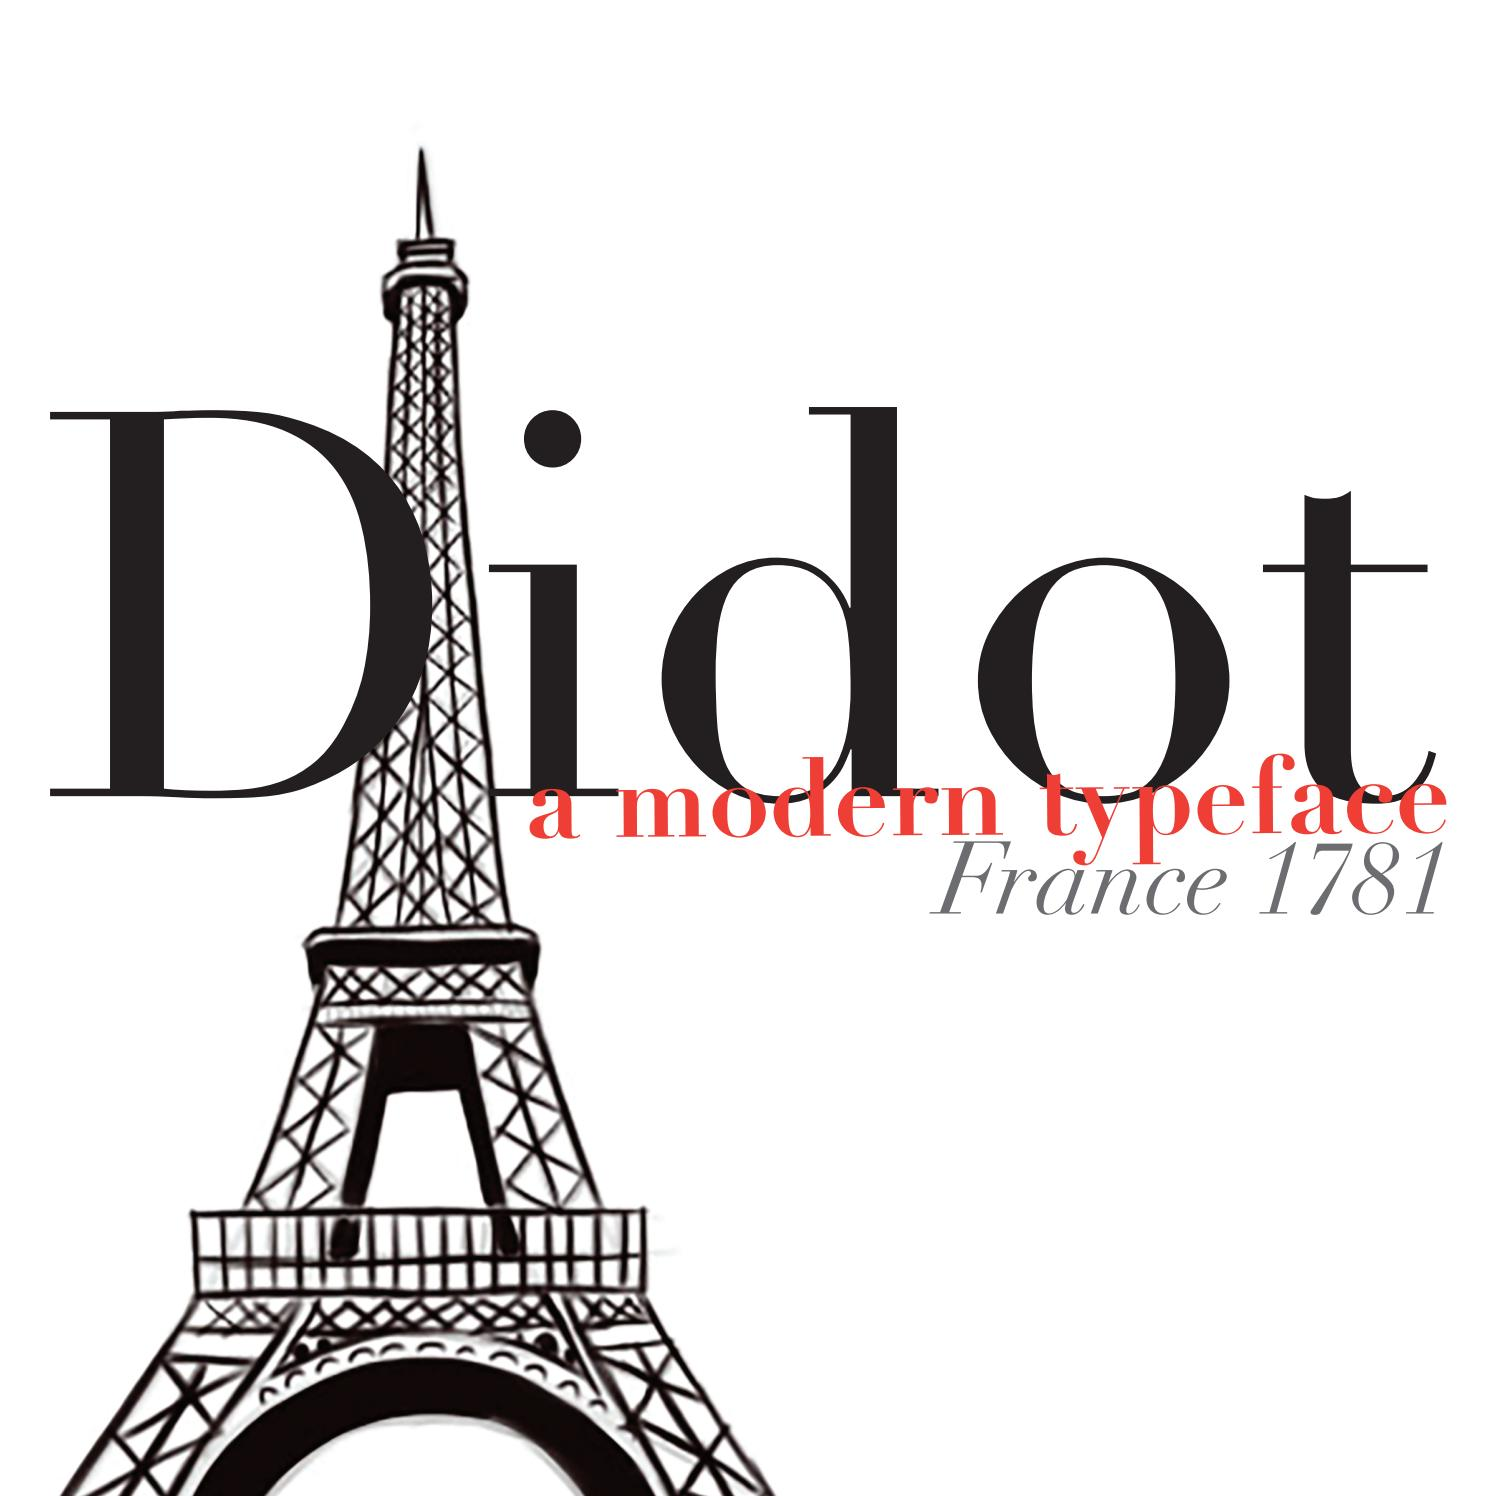 Didot
a modern typeface
France 1781